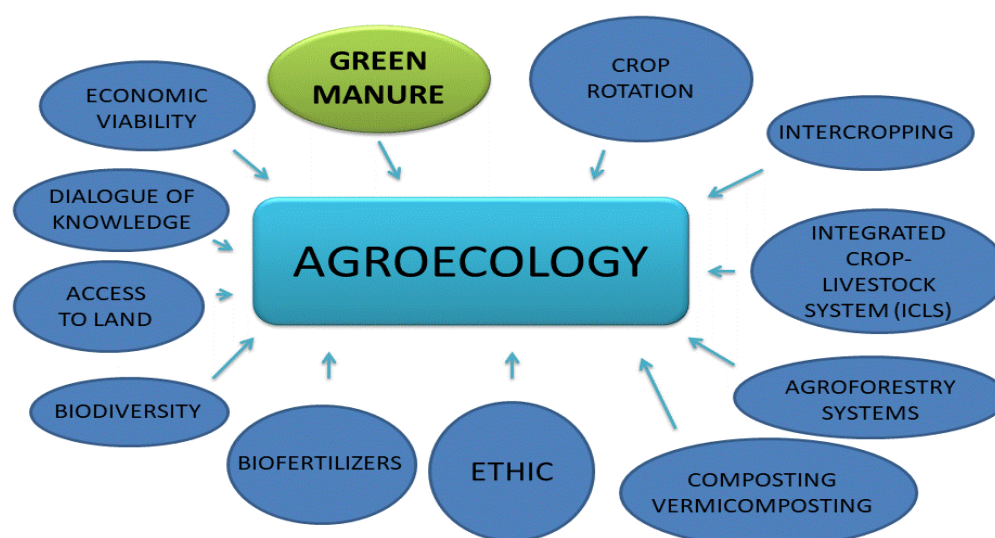 GREEN
MANURE
CROP
ROTATION
ECONOMIC
VIABILITY
INTERCROPPING
DIALOGUE OF
KNOWLEDGE
AGROECOLOGY
INTEGRATED
CROP-
LIVESTOCK
SYSTEM (ICLS)
ACCESS
TO LAND
BIODIVERSITY
AGROFORESTRY
SYSTEMS
BIOFERTILIZERS
ETHIC
COMPOSTING
VERMICOMPOSTING